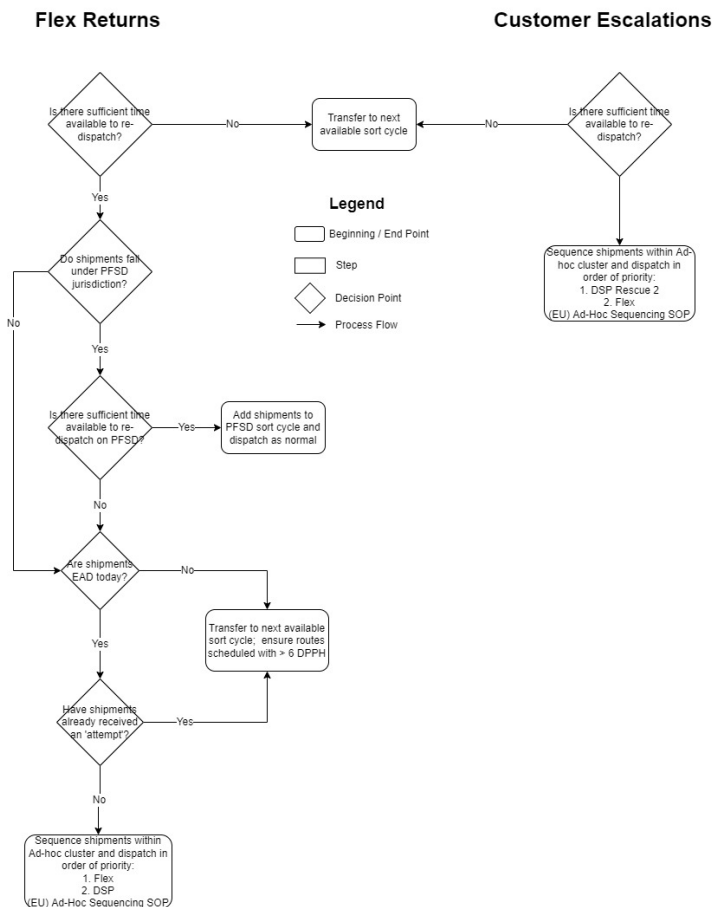 Flex Returns
Customer Escalations
Is there sufficient time
available to re-
dispatch?
No
Transfer to next
available sort cycle
No
Is there sufficient time
available to re-
dispatch?
Yes
Legend
Beginning / End Point
Step
Decision Point
Process Flow
Do shipments fall
under PFSD
jurisdiction?
Sequence shipments within Ad-
hoc cluster and dispatch in
order of priority:
1. DSP Rescue 2
2. Flex
(EU) Ad-Hoc Sequencing SOP
No
Yes
Is there sufficient time
available to re-
dispatch on PFSD?
Yes
Add shipments to
PFSD sort cycle and
dispatch as normal
No
Are shipments
EAD today?
No
Transfer to next available
sort cycle; ensure routes
scheduled with > 6 DPPH
Yes
Have shipments
already received
an 'attempt'?
Yes
No
Sequence shipments within
Ad-hoc cluster and dispatch in
order of priority:
1. Flex
2. DSP
(EU) Ad-Hoc Sequencing SOP